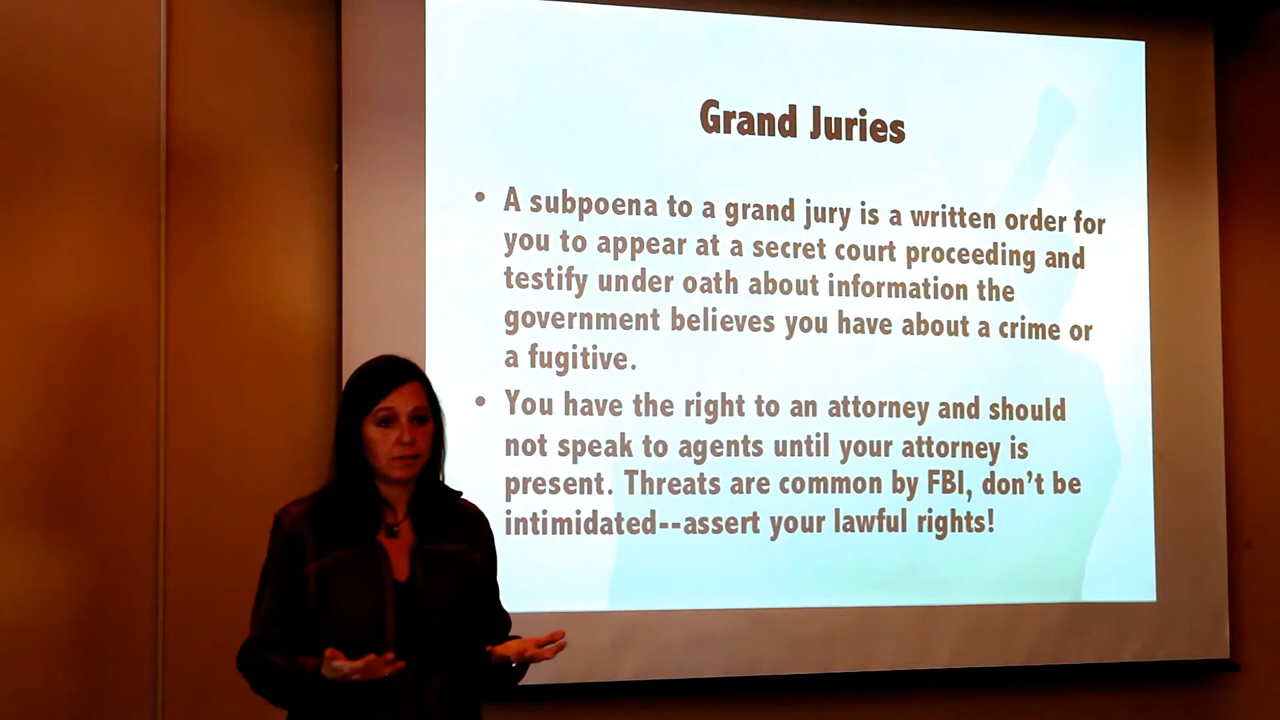 Grand Juries
• A subpoena to a grand jury is a written order for
you to appear at a secret court proceeding and
testify under oath about information the
government believes you have about a crime or
a fugitive.
• You have the right to an attorney and should
not speak to agents until your attorney is
present. Threats are common by FBI, don't be
intimidated--assert your lawful rights!